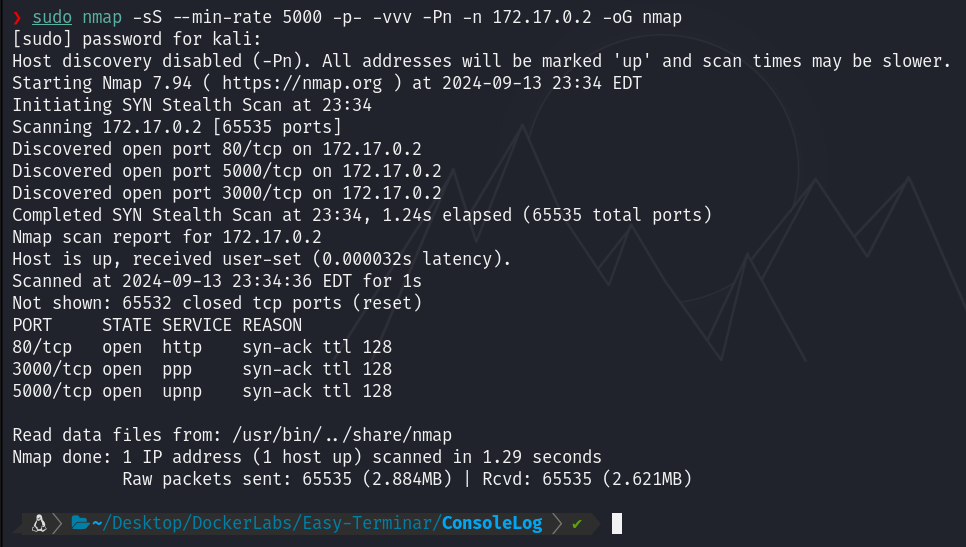 ❯ sudo nmap -sS --min-rate 5000 -p- -vvv -Pn -n 172.17.0.2 -oG nmap
[sudo] password for kali:
Host discovery disabled (-Pn). All addresses will be marked 'up' and scan times may be slower.
Starting Nmap 7.94 ( https://nmap.org ) at 2024-09-13 23:34 EDT
Initiating SYN Stealth Scan at 23:34
Scanning 172.17.0.2 [65535 ports]
Discovered open port 80/tcp on 172.17.0.2
Discovered open port 5000/tcp on 172.17.0.2
Discovered open port 3000/tcp on 172.17.0.2
Completed SYN Stealth Scan at 23:34, 1.24s elapsed (65535 total ports)
Nmap scan report for 172.17.0.2
Host is up, received user-set (0.000032s latency).
Scanned at 2024-09-13 23:34:36 EDT for 1s
Not shown: 65532 closed tcp ports (reset)
PORT     STATE SERVICE REASON
80/tcp   open  http    syn-ack ttl 128
3000/tcp open  ppp     syn-ack ttl 128
5000/tcp open  upnp    syn-ack ttl 128
Read data files from: /usr/bin/../share/nmap
Nmap done: 1 IP address (1 host up) scanned in 1.29 seconds
           Raw packets sent: 65535 (2.884MB) | Rcvd: 65535 (2.621MB)
~/Desktop/DockerLabs/Easy-Terminar/ConsoleLog ✔